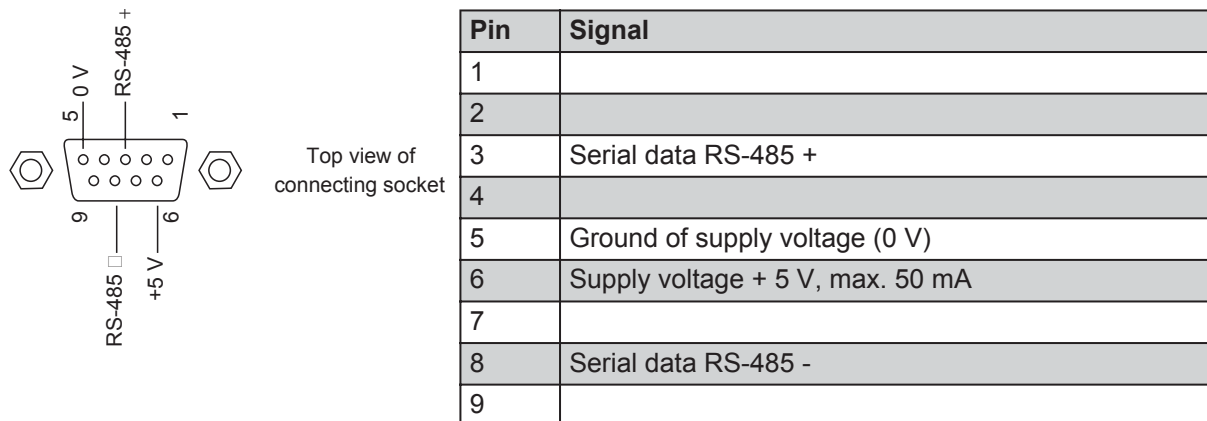 0 V
RS-485 +
5
1
9
6
RS-485 □
+5 V
Top view of
connecting socket
Pin Signal
1
2
3 Serial data RS-485 +
4
5 Ground of supply voltage (0 V)
6 Supply voltage + 5 V, max. 50 mA
7
8 Serial data RS-485 -
9